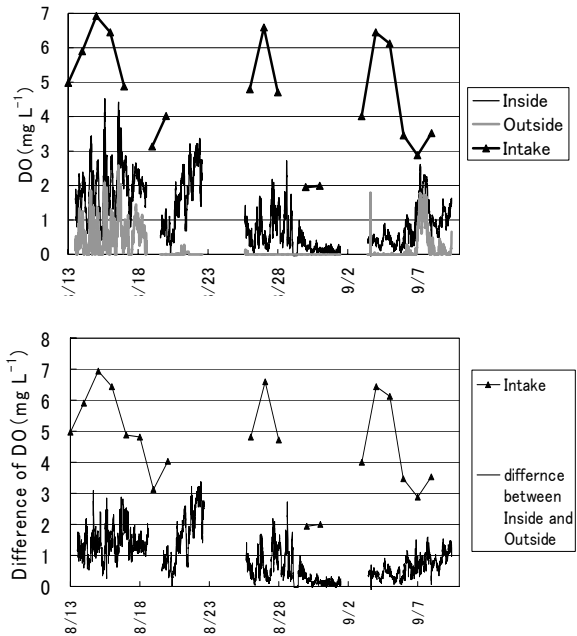 7
6
5
4
3
2
1
0
DO(mg L⁻¹)
8/18
8/23
8/28
9/2
9/7
Inside
Outside
Intake
8
7
6
5
4
3
2
1
0
Difference of DO(mg L⁻¹)
8/13
8/18
8/23
8/28
9/2
9/7
Intake
differnce
between
Inside and
Outside